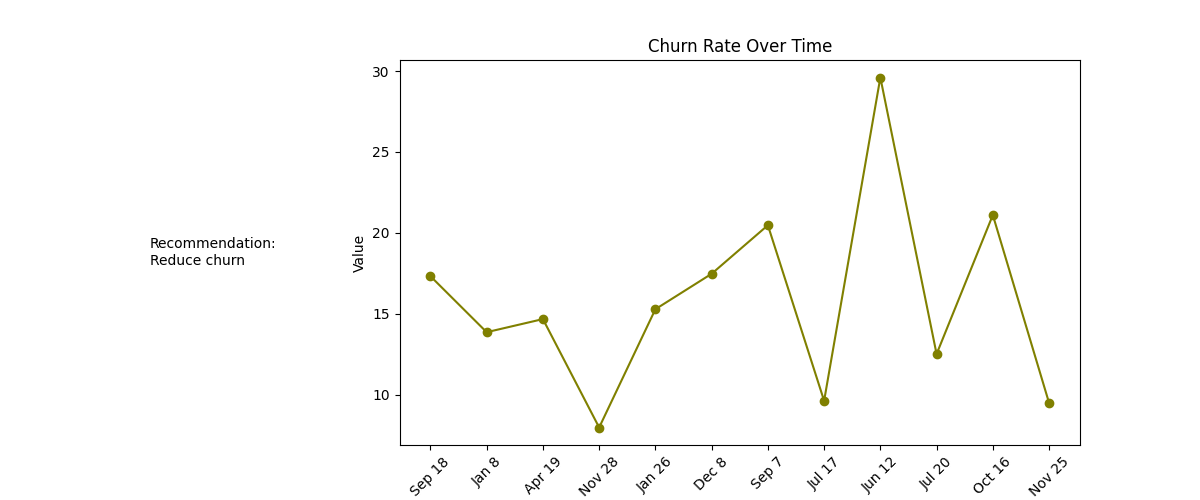 Churn Rate Over Time
Recommendation:
Reduce churn
Value
30
25
20
15
10
Sep 18
Jan 8
Apr 19
Nov 28
Jan 26
Dec 8
Sep 7
Jul 17
Jun 12
Jul 20
Oct 16
Nov 25